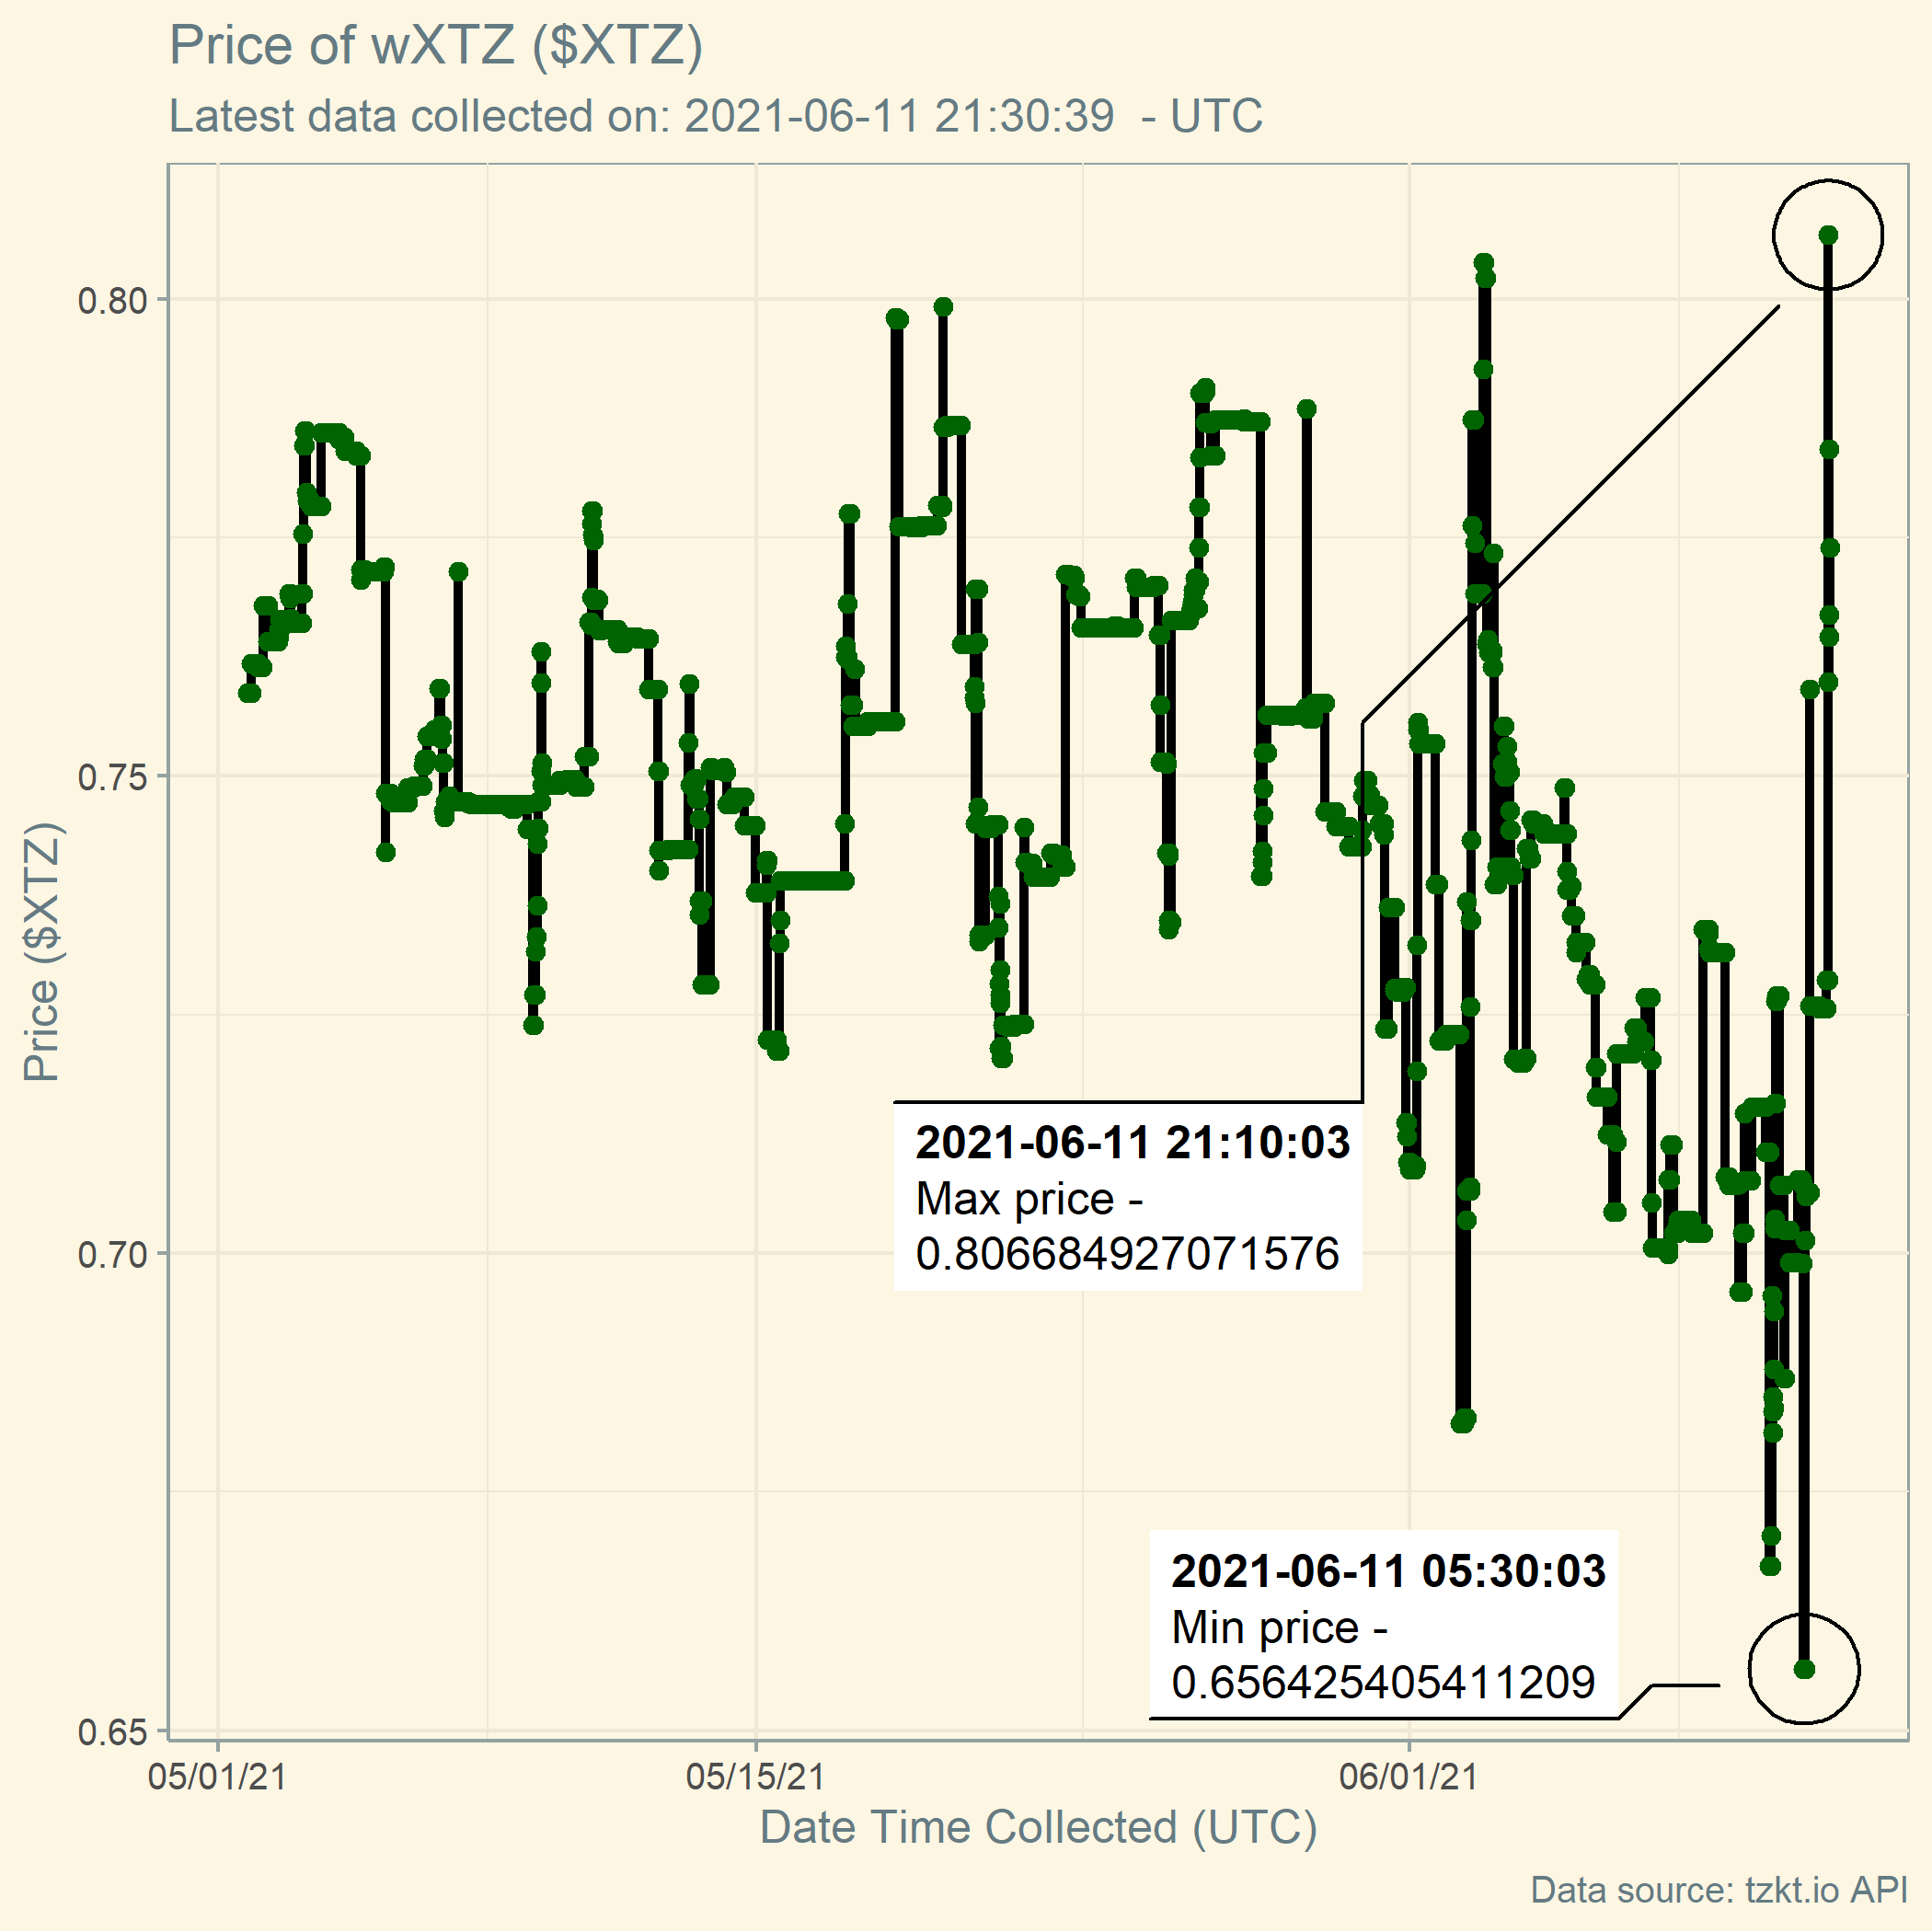 Price of wXTZ ($XTZ)
Latest data collected on: 2021-06-11 21:30:39  - UTC
0.80
0.75
0.70
0.65
Price ($XTZ)
2021-06-11 21:10:03
Max price -
0.806684927071576
2021-06-11 05:30:03
Min price -
0.656425405411209
05/01/21
05/15/21
06/01/21
Date Time Collected (UTC)
Data source: tzkt.io API